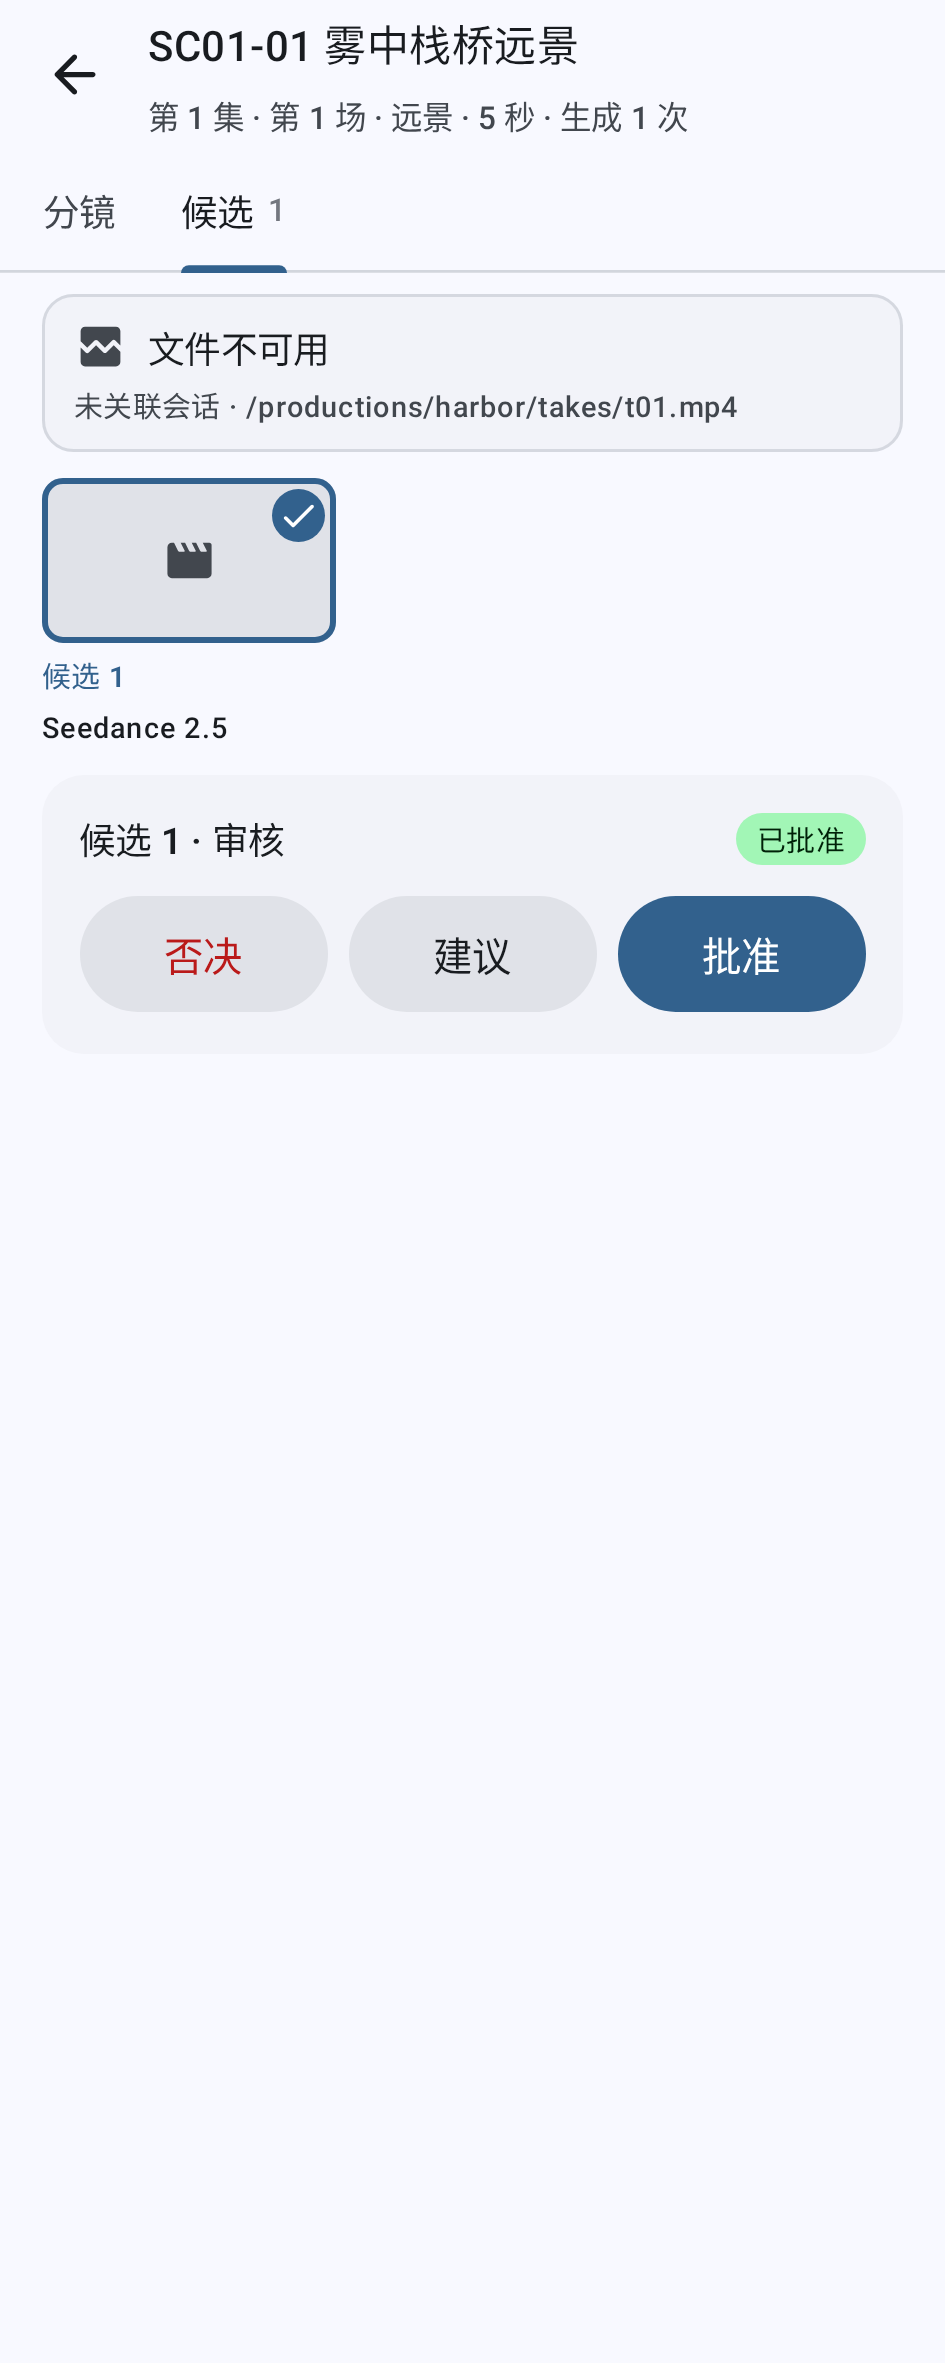 SC01-01 雾中栈桥远景
第 1 集 · 第 1 场 · 远景 · 5 秒 · 生成 1 次
分镜 候选 1
文件不可用
未关联会话 · /productions/harbor/takes/t01.mp4
候选 1
Seedance 2.5
候选 1 · 审核 已批准
否决 建议 批准